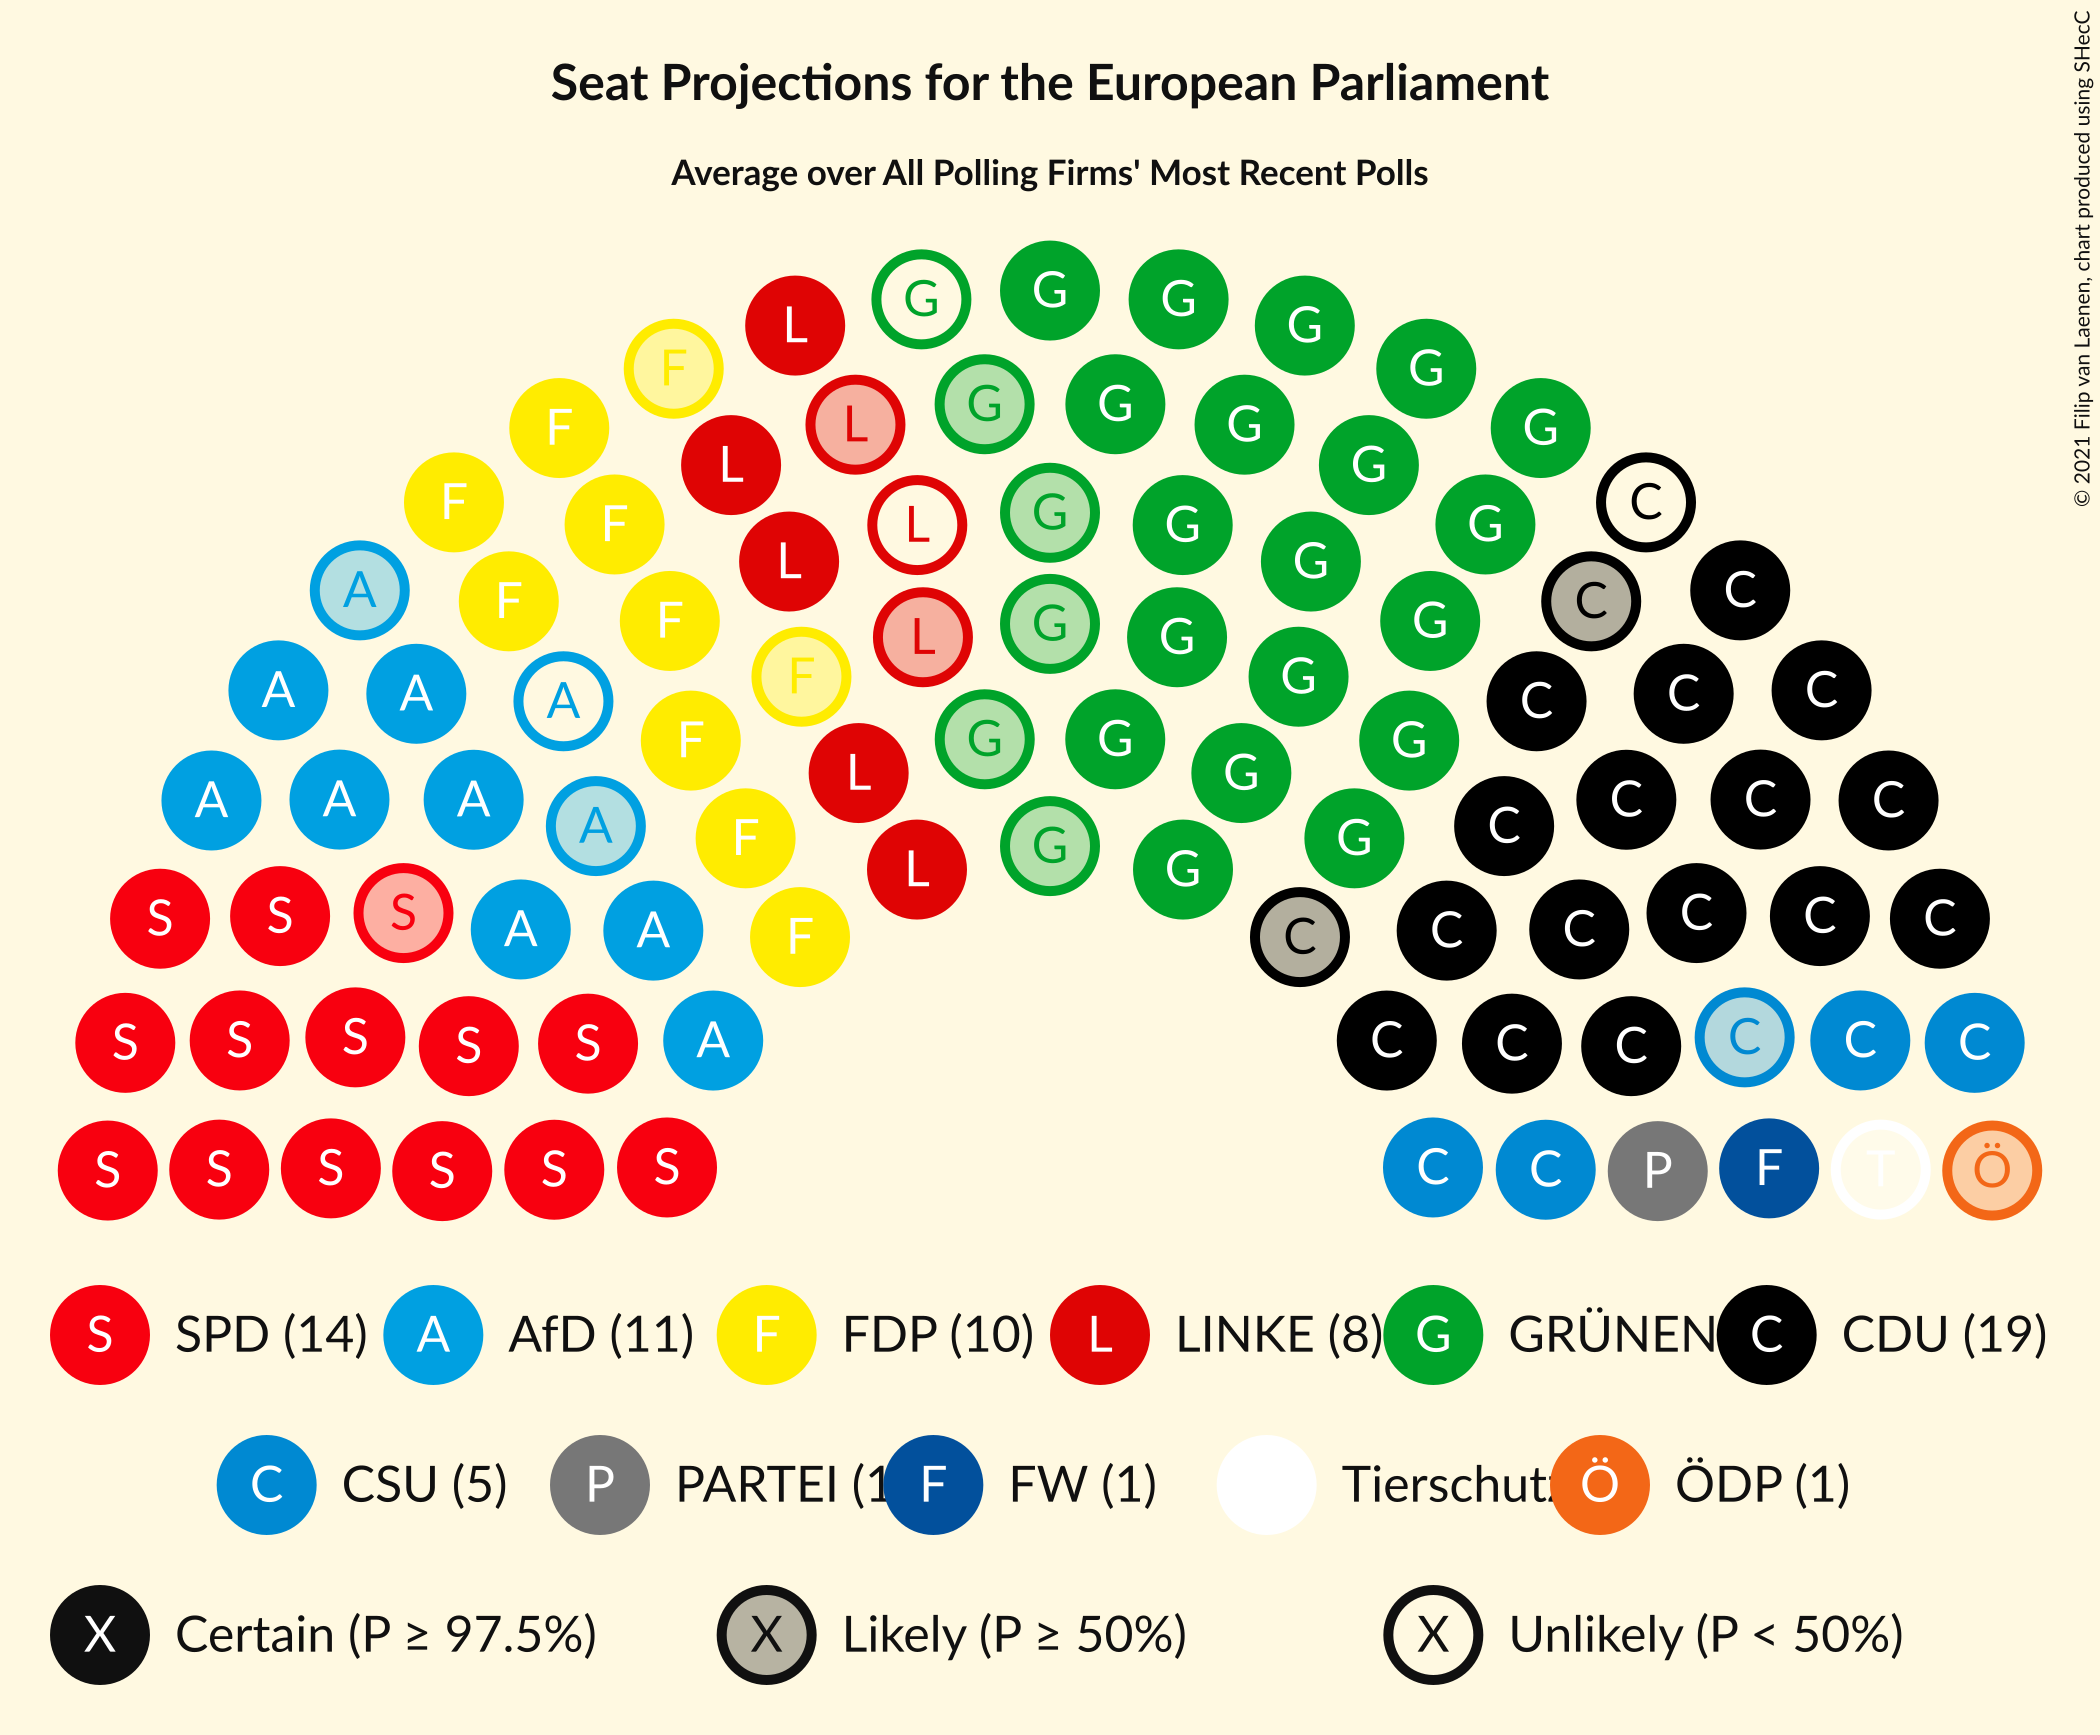 Seat Projections for the European Parliament
Average over All Polling Firms' Most Recent Polls
© 2021 Filip van Laenen, chart produced using SHecC
G G G G
L G
F G G G G
F L G C
F L G
F L G G C C
F L G G
A F F L G G G C C C
A A A F G G C C C
F L G G
A A A A F G C C C C
F L G G
S S S A A F C C C C C C
S S S S S A C C C C C C
S S S S S S C C P F T Ö
S SPD (14) A AfD (11) F FDP (10) L LINKE (8) G GRÜNEN C CDU (19)
C CSU (5) P PARTEI (1 F FW (1) Tierschutz Ö ÖDP (1)
X Certain (P ≥ 97.5%) X Likely (P ≥ 50%) X Unlikely (P < 50%)